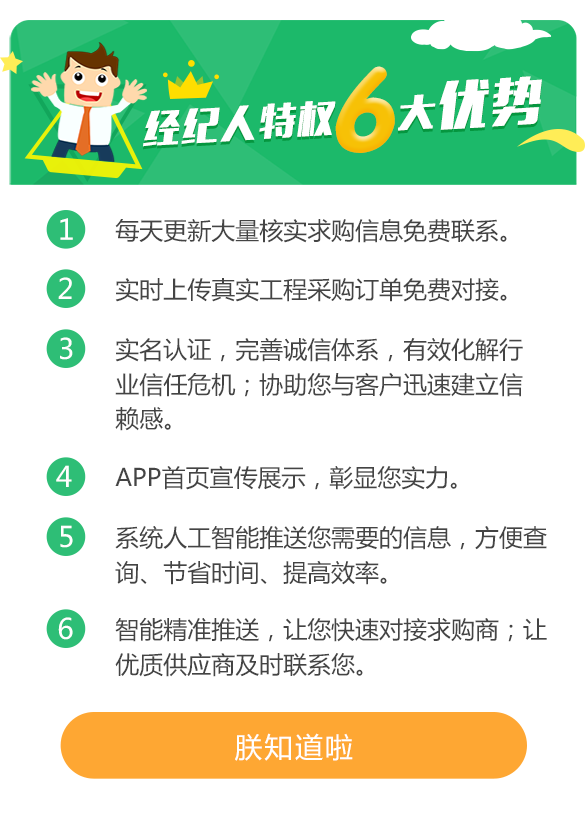 经纪人特权6大优势
1 每天更新大量核实求购信息免费联系。
2 实时上传真实工程采购订单免费对接。
3 实名认证，完善诚信体系，有效化解行
业信任危机；协助您与客户迅速建立信
赖感。
4 APP首页宣传展示，彰显您实力。
5 系统人工智能推送您需要的信息，方便查
询、节省时间、提高效率。
6 智能精准推送，让您快速对接求购商；让
优质供应商及时联系您。
朕知道啦